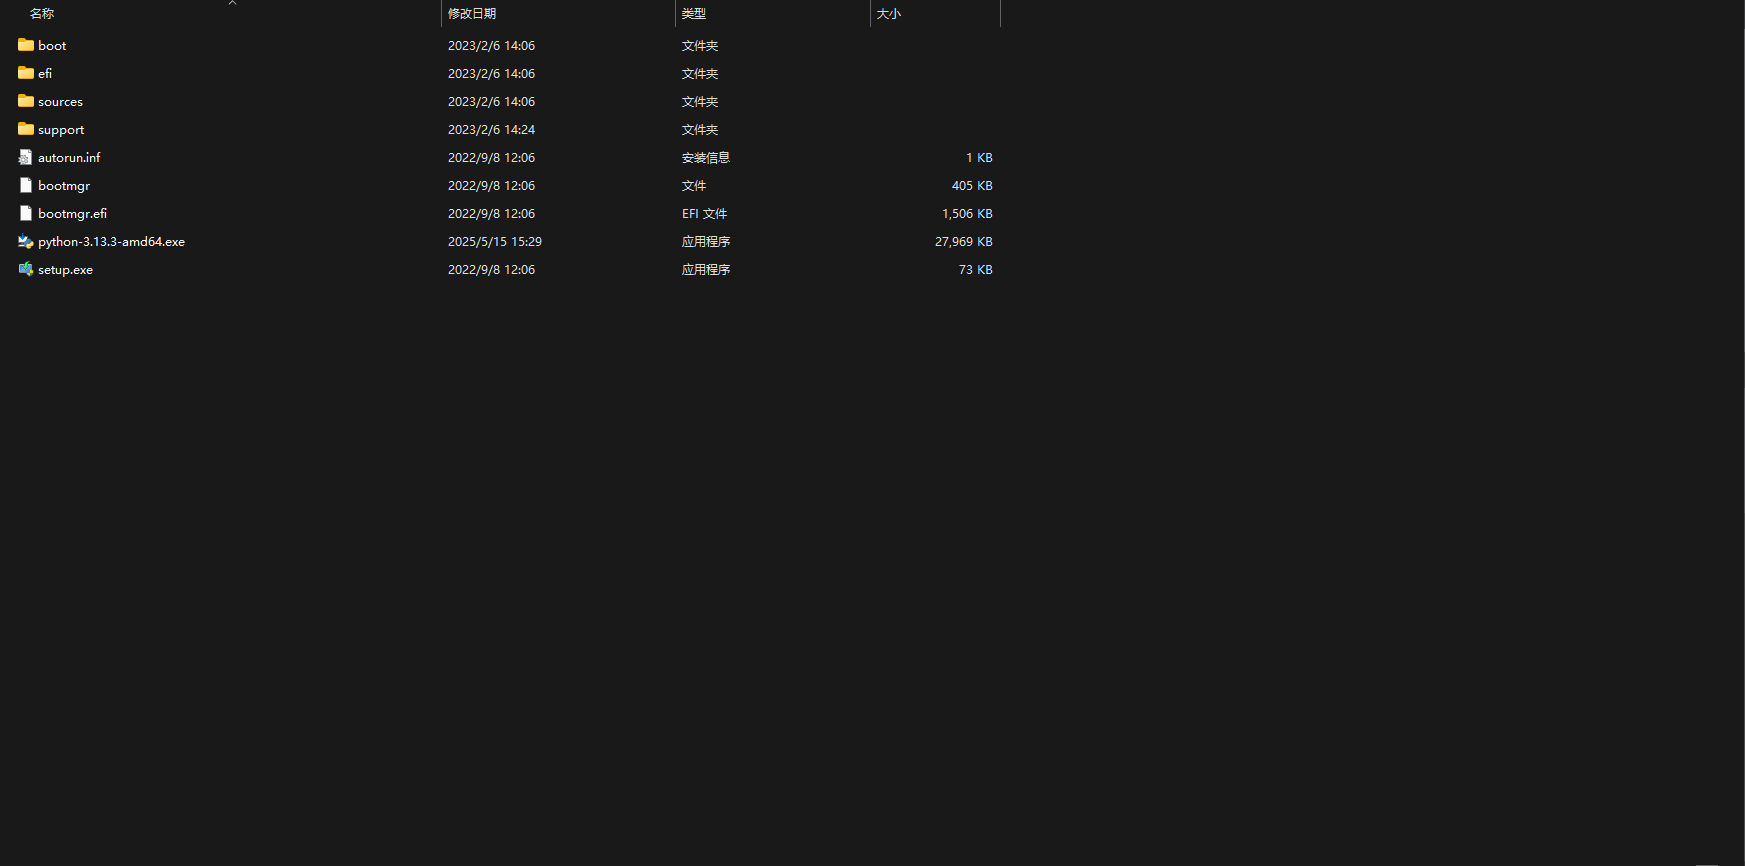 名称 修改日期 类型 大小
boot 2023/2/6 14:06 文件夹
efi 2023/2/6 14:06 文件夹
sources 2023/2/6 14:06 文件夹
support 2023/2/6 14:24 文件夹
autorun.inf 2022/9/8 12:06 安装信息 1 KB
bootmgr 2022/9/8 12:06 文件 405 KB
bootmgr.efi 2022/9/8 12:06 EFI 文件 1,506 KB
python-3.13.3-amd64.exe 2025/5/15 15:29 应用程序 27,969 KB
setup.exe 2022/9/8 12:06 应用程序 73 KB